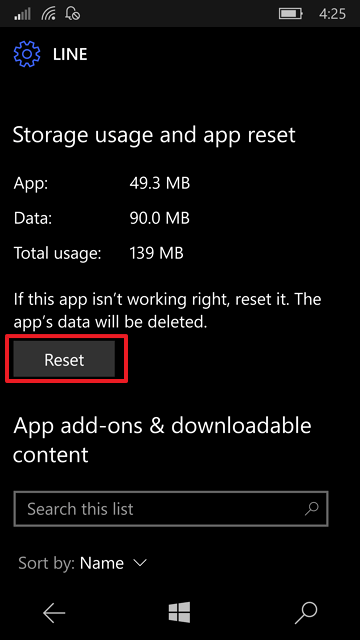 4:25
LINE
Storage usage and app reset
App: 49.3 MB
Data: 90.0 MB
Total usage: 139 MB
If this app isn’t working right, reset it. The
app’s data will be deleted.
Reset
App add-ons & downloadable
content
Search this list
Sort by: Name